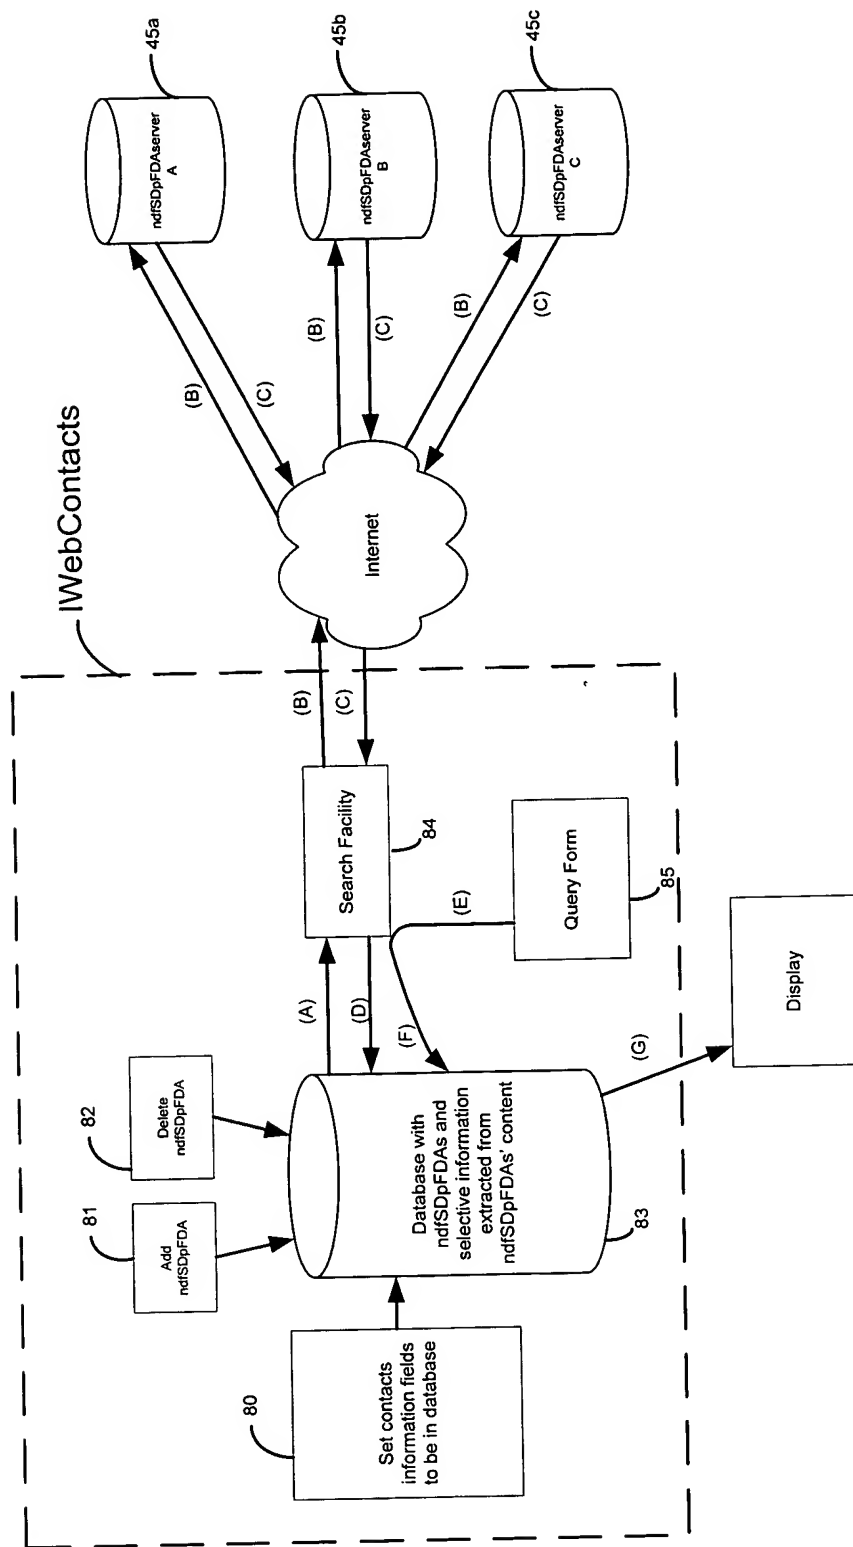 IWebContacts
80
Set contacts
information fields
to be in database
81
Add
ndfSDpFDA
82
Delete
ndfSDpFDA
Database with
ndfSDpFDAs and
selective information
extracted from
ndfSDpFDAs' content
83
(A)
(D)
(F)
(E)
(G)
Search Facility
84
Query Form
85
Display
(B)
(C)
Internet
(B)
(C)
(B)
(C)
(B)
(C)
ndfSDpFDAserver
A
45a
ndfSDpFDAserver
B
45b
ndfSDpFDAserver
C
45c